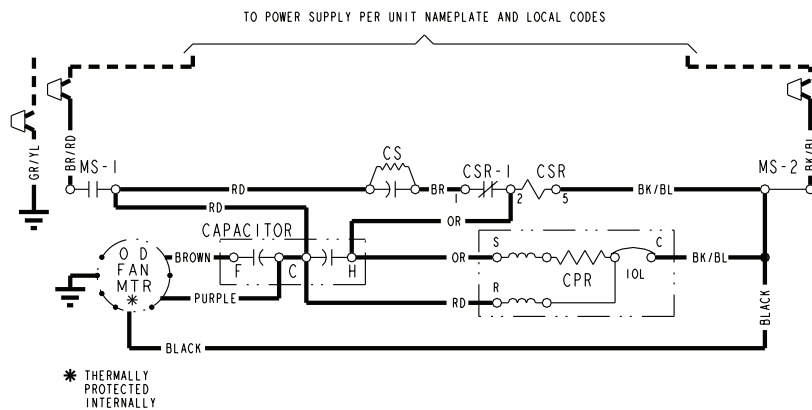 TO POWER SUPPLY PER UNIT NAMEPLATE AND LOCAL CODES
GR/YL
BR/RD
BK/BL
MS-1
CS
CSR-1
CSR
MS-2
RD
BR
1
2
5
BK/BL
RD
OR
CAPACITOR
O D
FAN
MTR
*
BROWN
F
C
H
OR
S
CPR
IOL
C
BK/BL
PURPLE
RD
R
BLACK
BLACK
* THERMALLY
PROTECTED
INTERNALLY